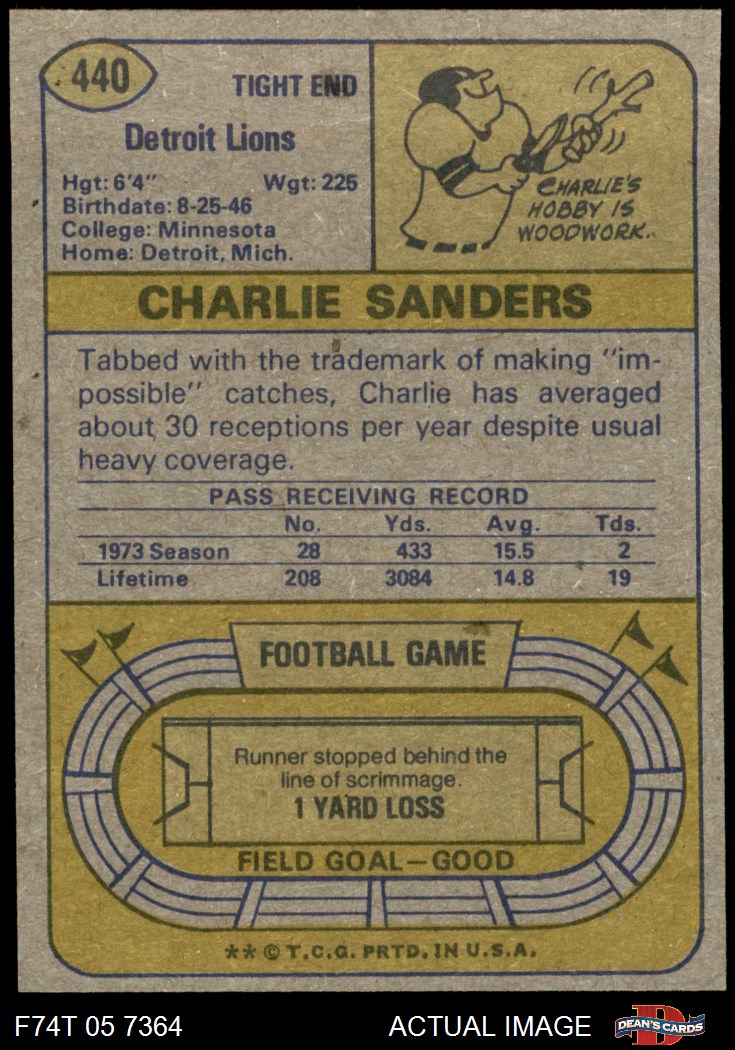 440
TIGHT END
Detroit Lions
Hgt: 6'4" Wgt: 225
Birthdate: 8-25-46
College: Minnesota
Home: Detroit, Mich.
CHARLIE'S
HOBBY IS
WOODWORK..
CHARLIE SANDERS
Tabbed with the trademark of making "im-
possible" catches, Charlie has averaged
about 30 receptions per year despite usual
heavy coverage.
PASS RECEIVING RECORD
No. Yds. Avg. Tds.
1973 Season 28 433 15.5 2
Lifetime 208 3084 14.8 19
FOOTBALL GAME
Runner stopped behind the
line of scrimmage.
1 YARD LOSS
FIELD GOAL—GOOD
** © T.C.G. PRTD. IN U.S.A.
F74T 05 7364 ACTUAL IMAGE
D
DEAN'S CARDS